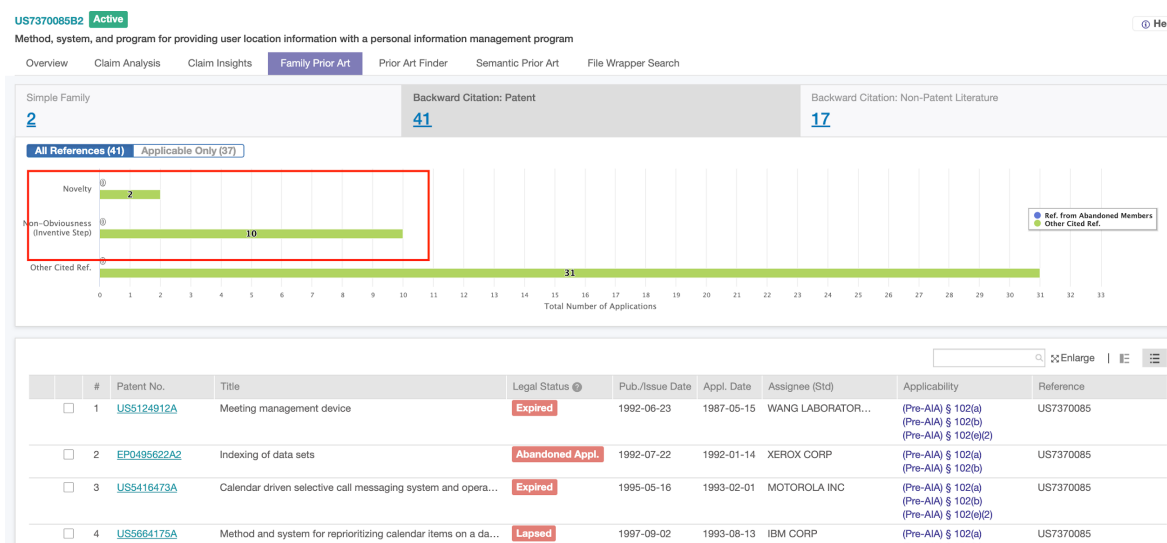 US7370085B2 Active
Method, system, and program for providing user location information with a personal information management program
He
Overview Claim Analysis Claim Insights Family Prior Art Prior Art Finder Semantic Prior Art File Wrapper Search
Simple Family Backward Citation: Patent Backward Citation: Non-Patent Literature
2 41 17
All References (41) Applicable Only (37)
0
Novelty 2
0
Non-Obviousness
(Inventive Step) 10
0
Other Cited Ref. 31
Ref. from Abandoned Members
Other Cited Ref.
0 1 2 3 4 5 6 7 8 9 10 11 12 13 14 15 16 17 18 19 20 21 22 23 24 25 26 27 28 29 30 31 32 33
Total Number of Applications
Enlarge |
# Patent No. Title Legal Status ? Pub./Issue Date Appl. Date Assignee (Std) Applicability Reference
1 US5124912A Meeting management device Expired 1992-06-23 1987-05-15 WANG LABORATOR... (Pre-AIA) § 102(a) US7370085
(Pre-AIA) § 102(b)
(Pre-AIA) § 102(e)(2)
2 EP0495622A2 Indexing of data sets Abandoned Appl. 1992-07-22 1992-01-14 XEROX CORP (Pre-AIA) § 102(a) US7370085
(Pre-AIA) § 102(b)
3 US5416473A Calendar driven selective call messaging system and opera... Expired 1995-05-16 1993-02-01 MOTOROLA INC (Pre-AIA) § 102(a) US7370085
(Pre-AIA) § 102(b)
(Pre-AIA) § 102(e)(2)
4 US5664175A Method and system for reprioritizing calendar items on a da... Lapsed 1997-09-02 1993-08-13 IBM CORP (Pre-AIA) § 102(a) US7370085